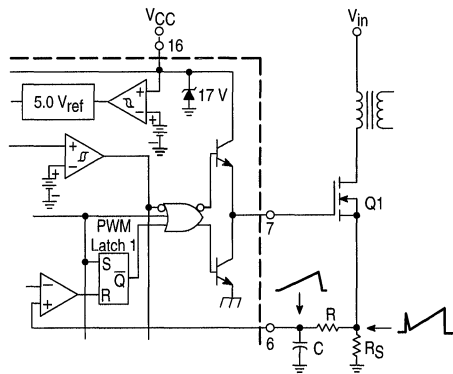 VCC
16
Vin
5.0 Vref
+
−
+
−
17 V
+
−
+
−
PWM
Latch 1
S
Q̅
R
−
+
7
Q1
6
R
C
RS